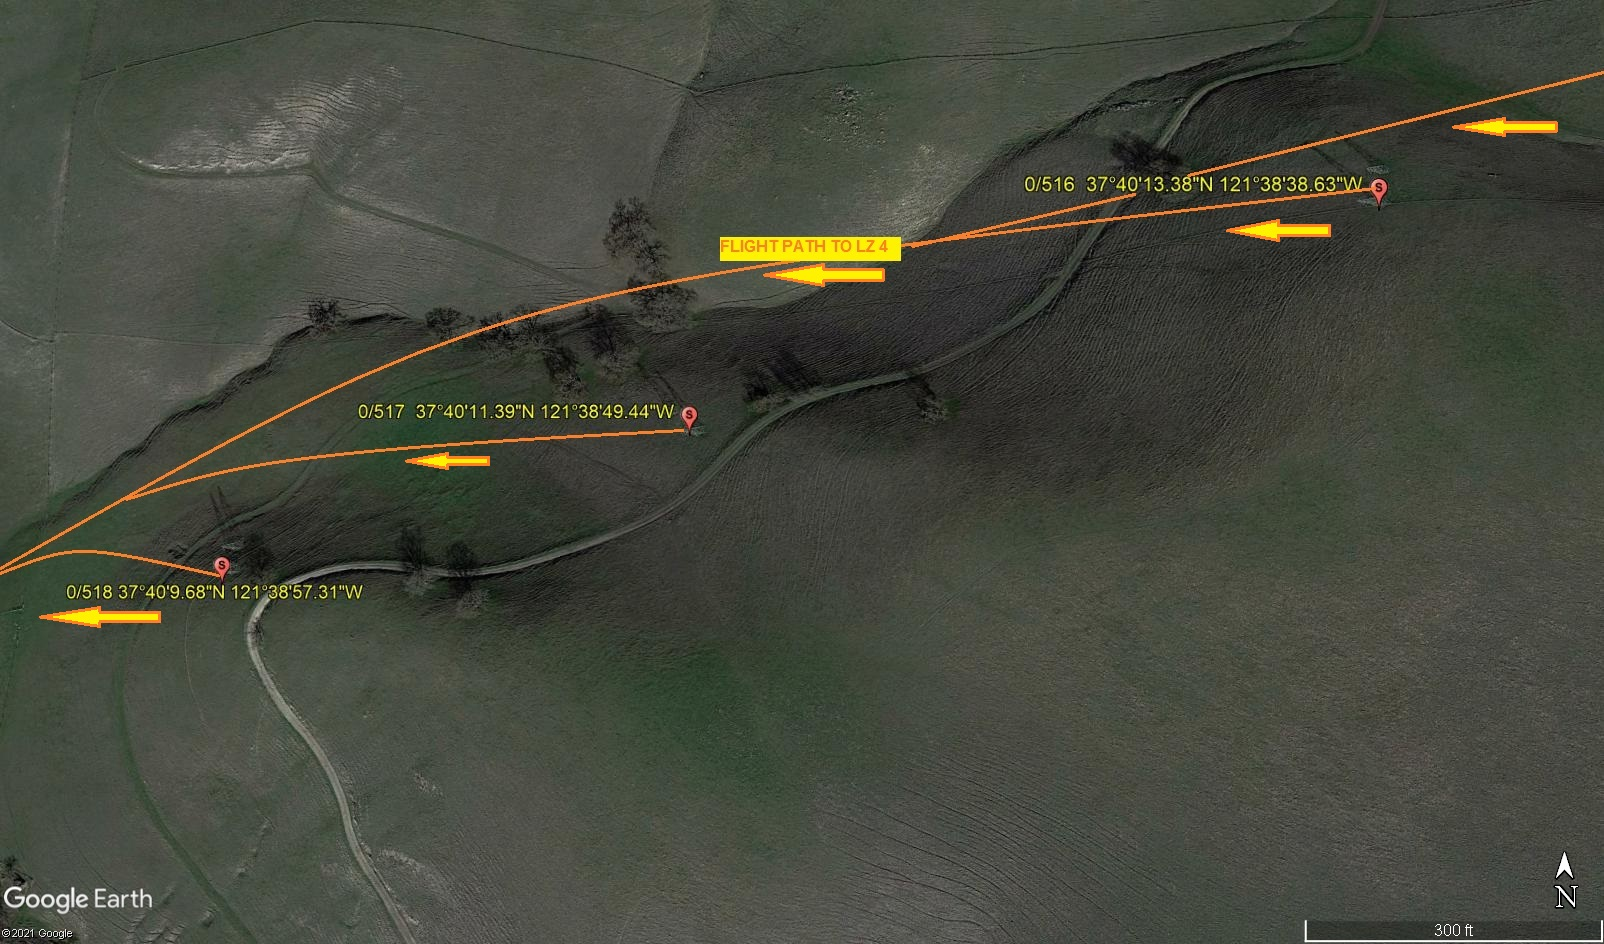 0/516  37°40'13.38"N 121°38'38.63"W
S
FLIGHT PATH TO LZ 4
0/517  37°40'11.39"N 121°38'49.44"W
S
S
0/518 37°40'9.68"N 121°38'57.31"W
Google Earth
©2021 Google
N
300 ft